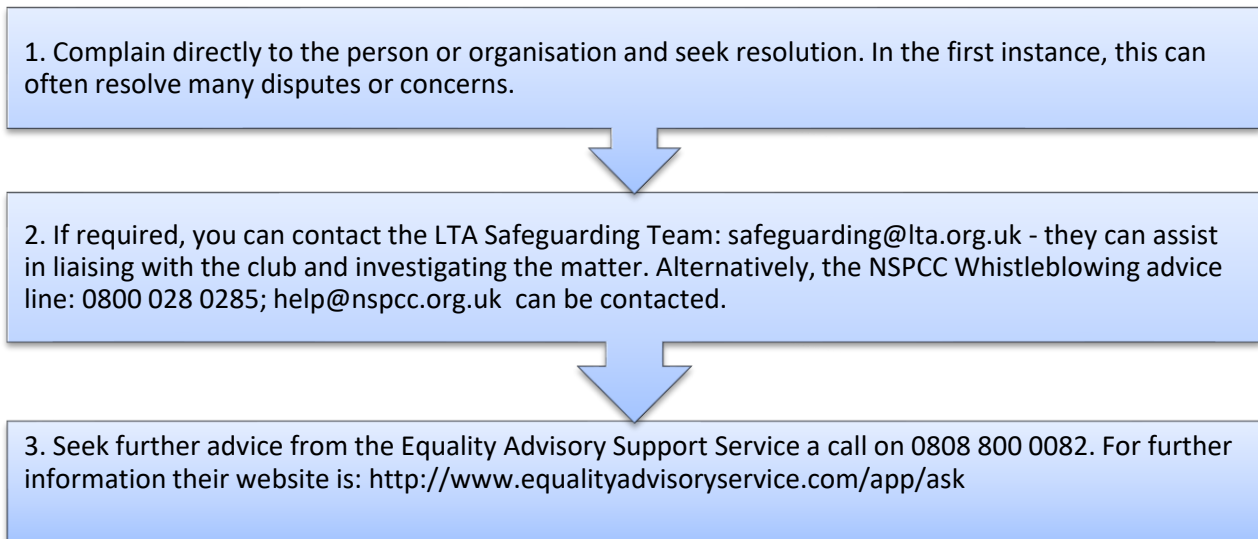 1. Complain directly to the person or organisation and seek resolution. In the first instance, this can
often resolve many disputes or concerns.
2. If required, you can contact the LTA Safeguarding Team: safeguarding@lta.org.uk - they can assist
in liaising with the club and investigating the matter. Alternatively, the NSPCC Whistleblowing advice
line: 0800 028 0285; help@nspcc.org.uk  can be contacted.
3. Seek further advice from the Equality Advisory Support Service a call on 0808 800 0082. For further
information their website is: http://www.equalityadvisoryservice.com/app/ask